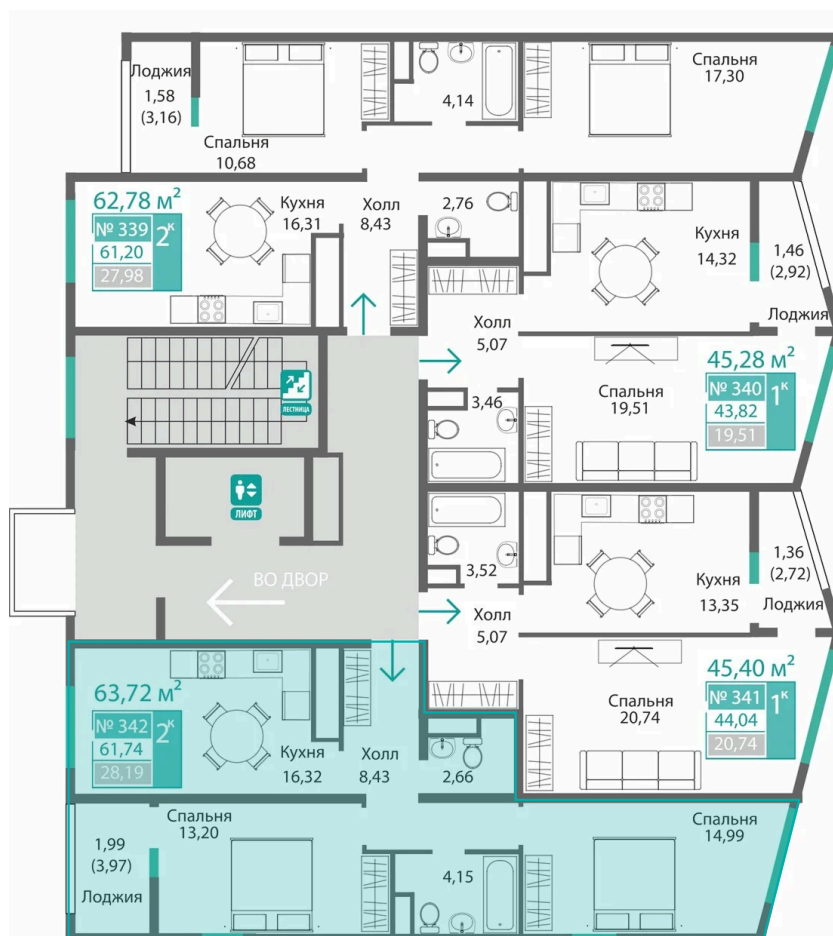 Лоджия
1,58
(3,16)
Спальня
10,68
4,14
Спальня
17,30
62,78 м²
№ 339
2к
61,20
27,98
Кухня
16,31
Холл
8,43
2,76
Кухня
14,32
1,46
(2,92)
Лоджия
Холл
5,07
45,28 м²
№ 340
1к
43,82
19,51
Спальня
19,51
3,46
ЛЕСТНИЦА
ЛИФТ
ВО ДВОР
3,52
Кухня
13,35
1,36
(2,72)
Лоджия
Холл
5,07
45,40 м²
№ 341
1к
44,04
20,74
Спальня
20,74
63,72 м²
№ 342
2к
61,74
28,19
Кухня
16,32
Холл
8,43
2,66
Спальня
13,20
1,99
(3,97)
Лоджия
4,15
Спальня
14,99